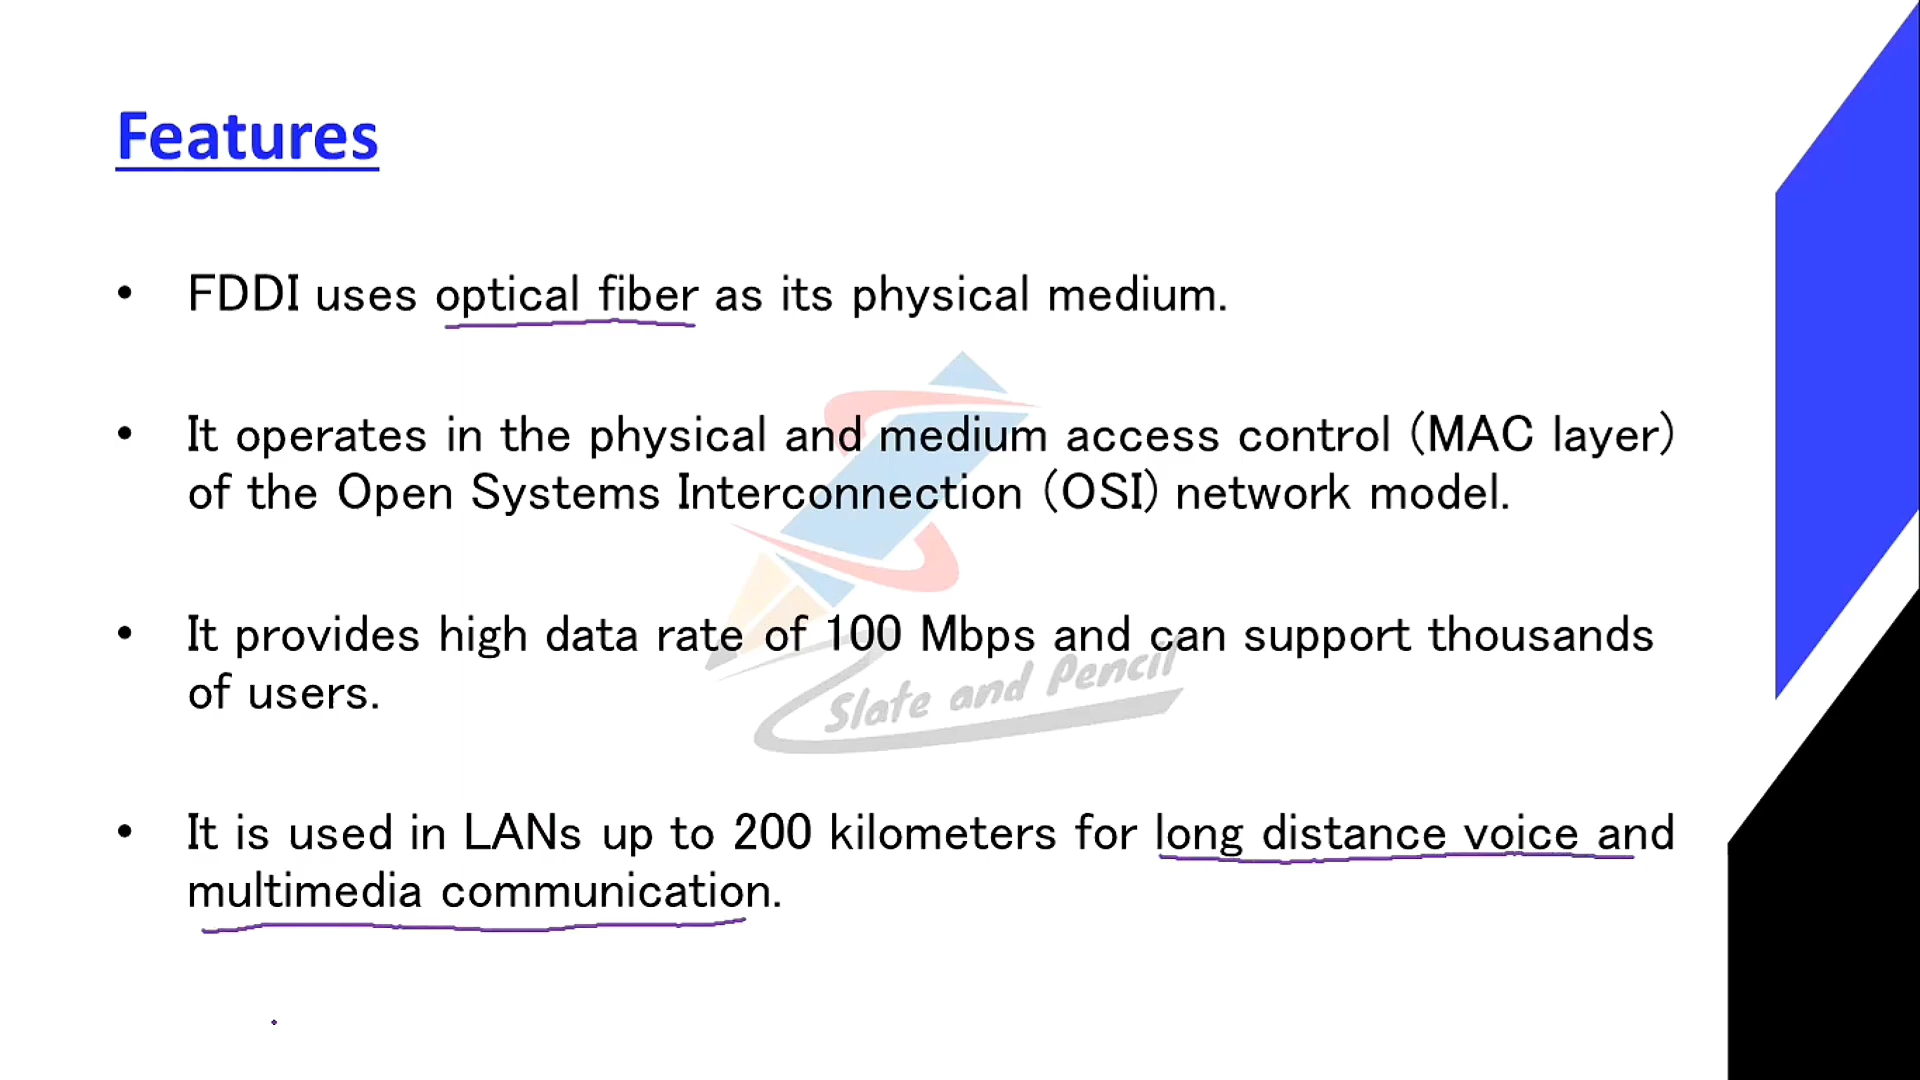 Features
• FDDI uses optical fiber as its physical medium.
• It operates in the physical and medium access control (MAC layer)
of the Open Systems Interconnection (OSI) network model.
• It provides high data rate of 100 Mbps and can support thousands
of users.
Slate and Pencil
• It is used in LANs up to 200 kilometers for long distance voice and
multimedia communication.